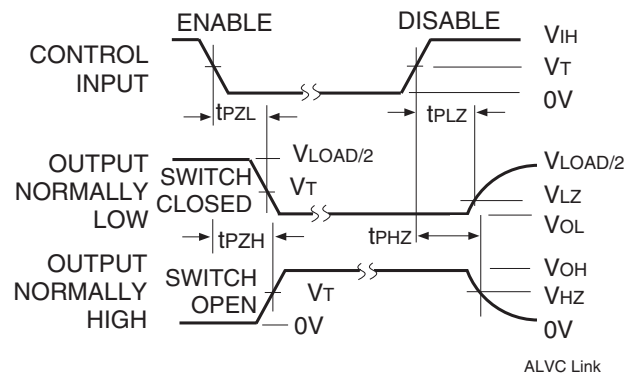 ENABLE
DISABLE
CONTROL
INPUT
VIH
VT
0V
tPZL
tPLZ
OUTPUT
NORMALLY
LOW
SWITCH
CLOSED
VLOAD/2
VT
VLOAD/2
VLZ
VOL
tPZH
tPHZ
OUTPUT
NORMALLY
HIGH
SWITCH
OPEN
VT
0V
VOH
VHZ
0V
ALVC Link